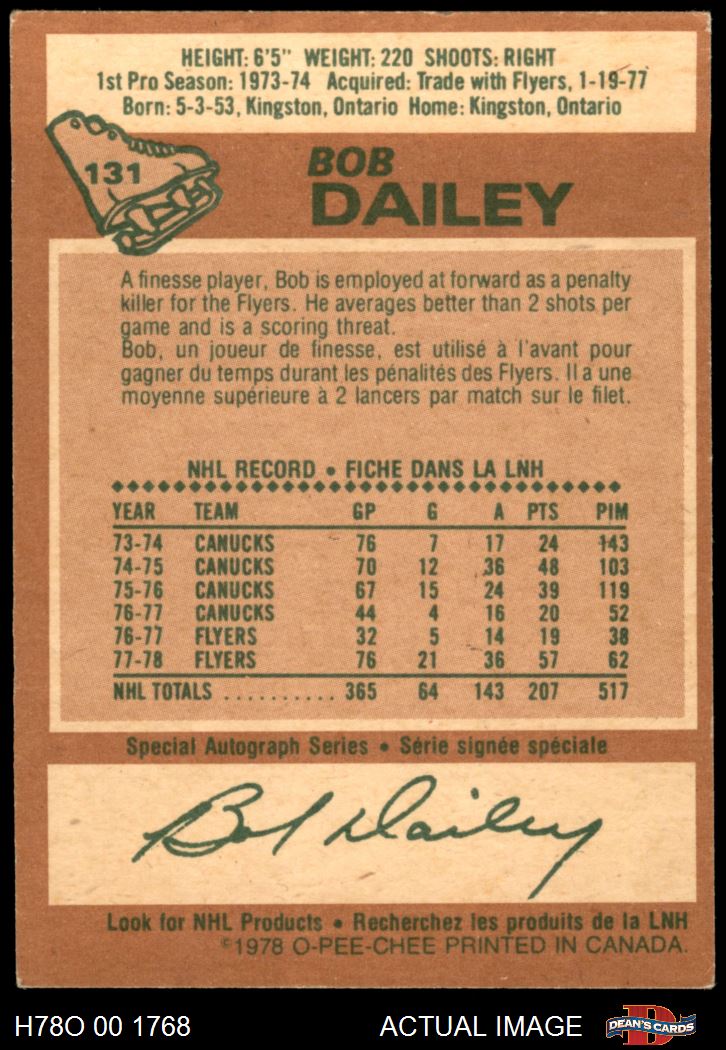 HEIGHT: 6'5" WEIGHT: 220 SHOOTS: RIGHT
1st Pro Season: 1973-74 Acquired: Trade with Flyers, 1-19-77
Born: 5-3-53, Kingston, Ontario Home: Kingston, Ontario
131
BOB
DAILEY
A finesse player, Bob is employed at forward as a penalty
killer for the Flyers. He averages better than 2 shots per
game and is a scoring threat.
Bob, un joueur de finesse, est utilisé à l'avant pour
gagner du temps durant les pénalités des Flyers. Il a une
moyenne supérieure à 2 lancers par match sur le filet.
NHL RECORD • FICHE DANS LA LNH
YEAR TEAM GP G A PTS PIM
73-74 CANUCKS 76 7 17 24 143
74-75 CANUCKS 70 12 36 48 103
75-76 CANUCKS 67 15 24 39 119
76-77 CANUCKS 44 4 16 20 52
76-77 FLYERS 32 5 14 19 38
77-78 FLYERS 76 21 36 57 62
NHL TOTALS .......... 365 64 143 207 517
Special Autograph Series • Série signée spéciale
Bob Dailey
Look for NHL Products • Recherchez les produits de la LNH
©1978 O-PEE-CHEE PRINTED IN CANADA.
H78O 00 1768 ACTUAL IMAGE D DEAN'S CARDS